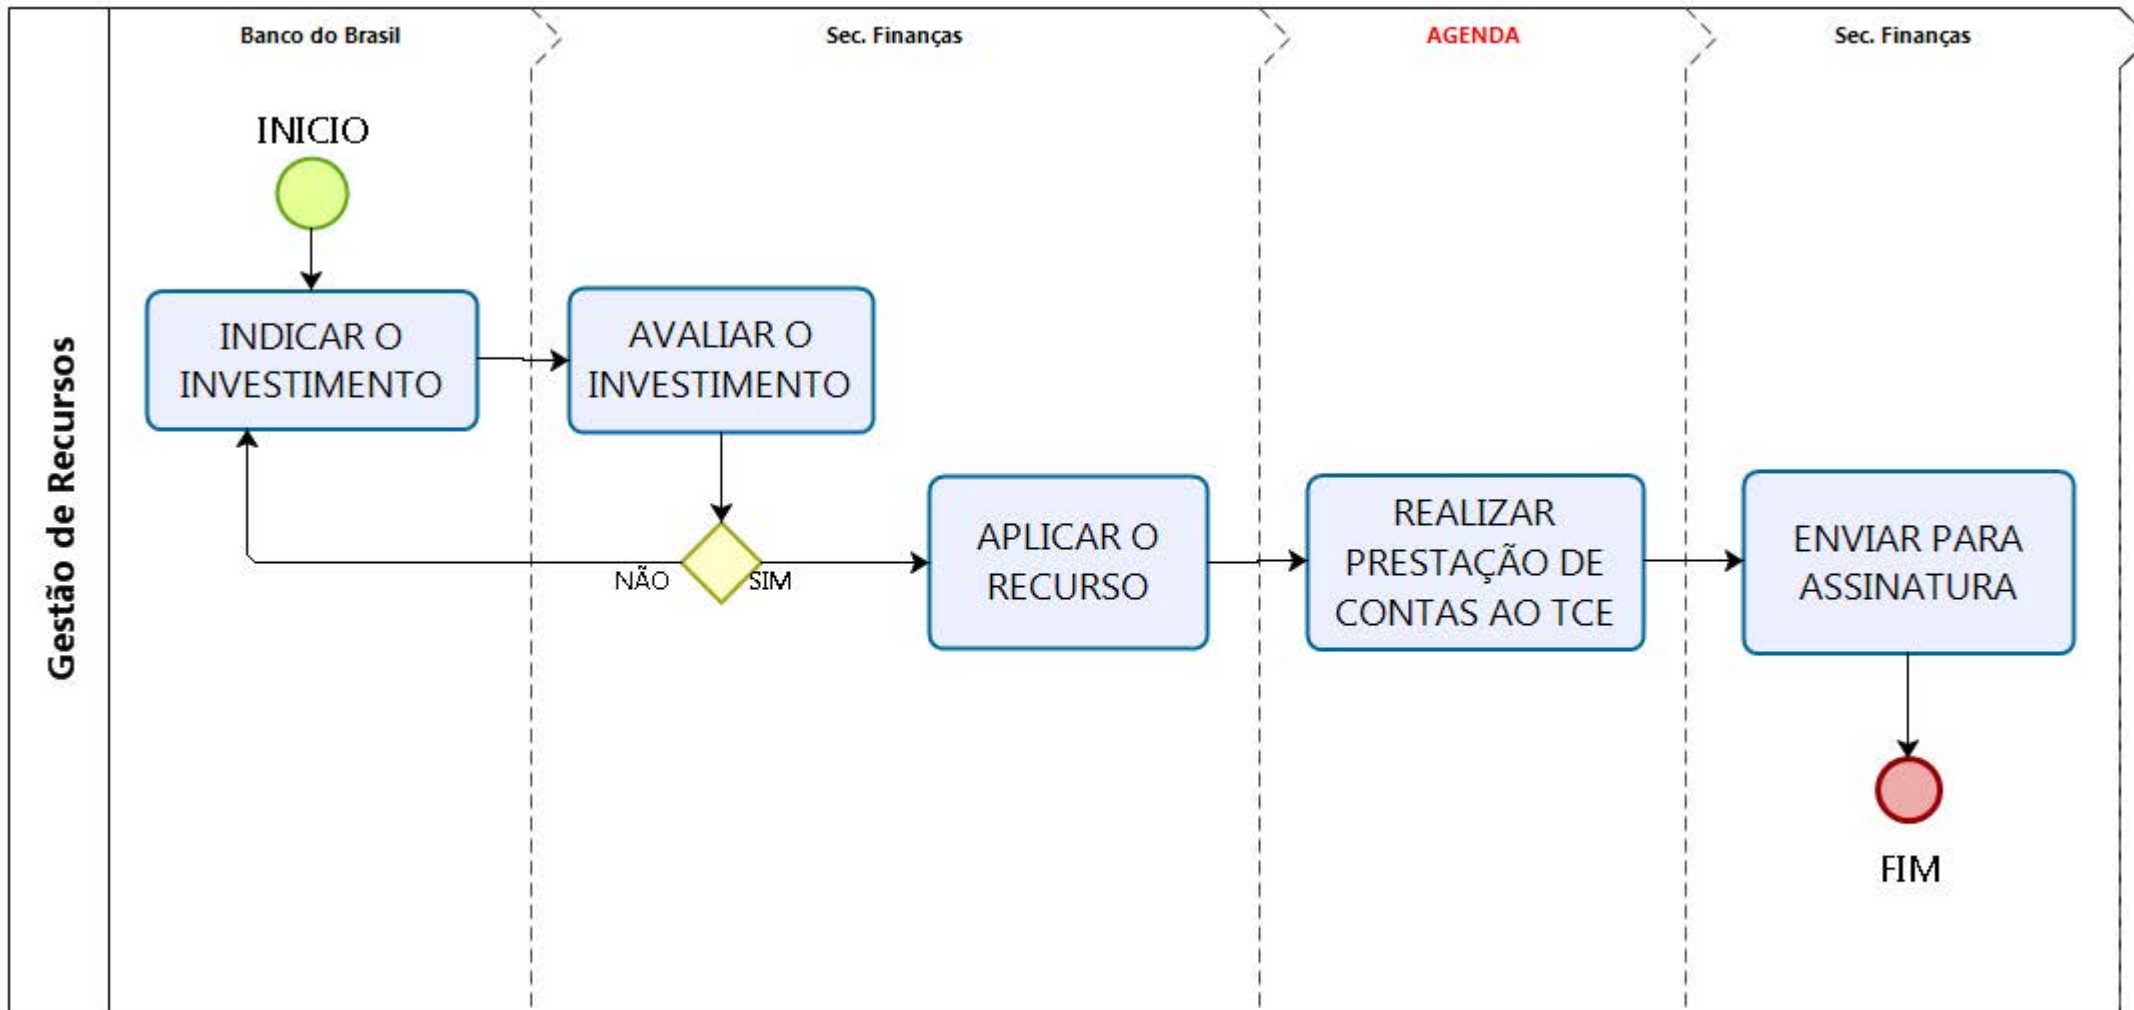 Banco do Brasil
Sec. Finanças
AGENDA
Sec. Finanças
Gestão de Recursos
INICIO
INDICAR O
INVESTIMENTO
AVALIAR O
INVESTIMENTO
NÃO
SIM
APLICAR O
RECURSO
REALIZAR
PRESTAÇÃO DE
CONTAS AO TCE
ENVIAR PARA
ASSINATURA
FIM